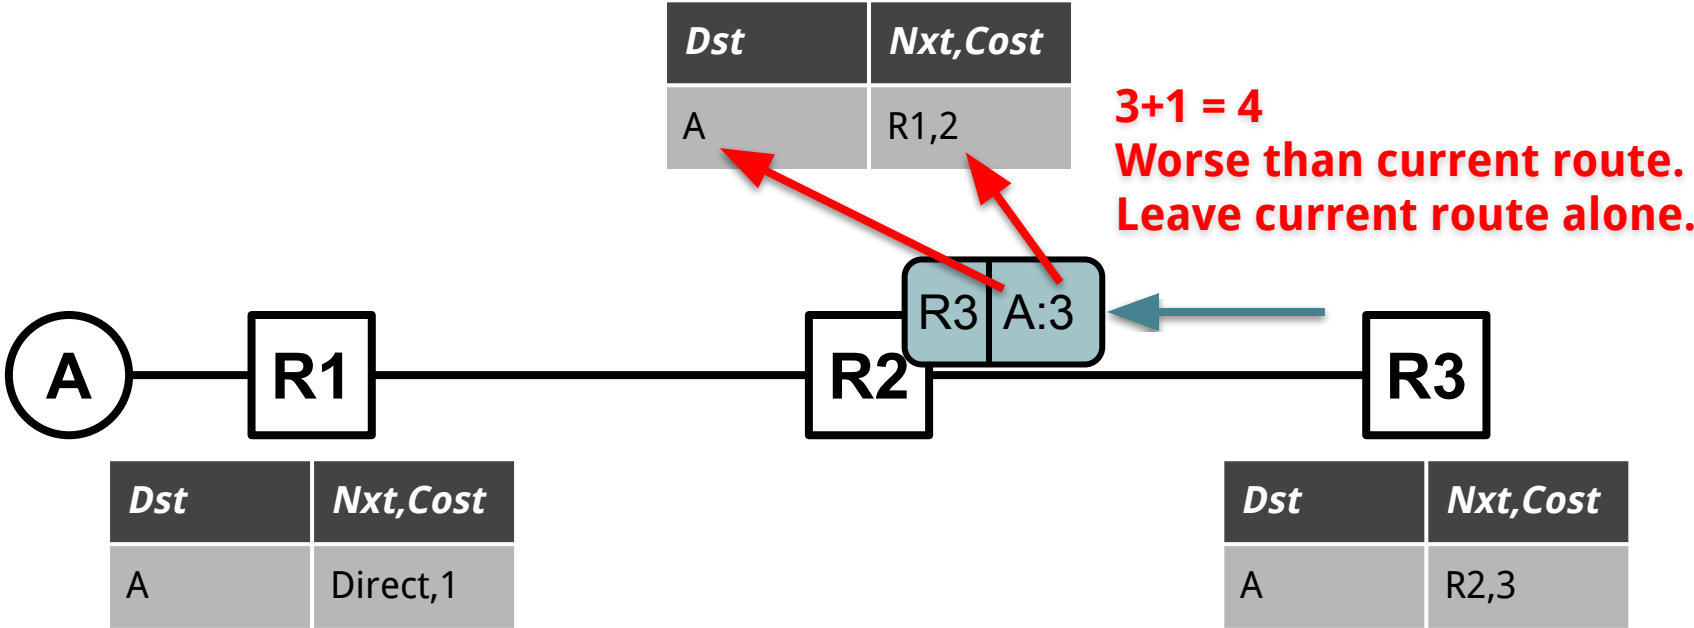 Dst Nxt,Cost
A R1,2
3+1 = 4
Worse than current route.
Leave current route alone.
R3 A:3
A R1 R2 R3
Dst Nxt,Cost
A Direct,1
Dst Nxt,Cost
A R2,3